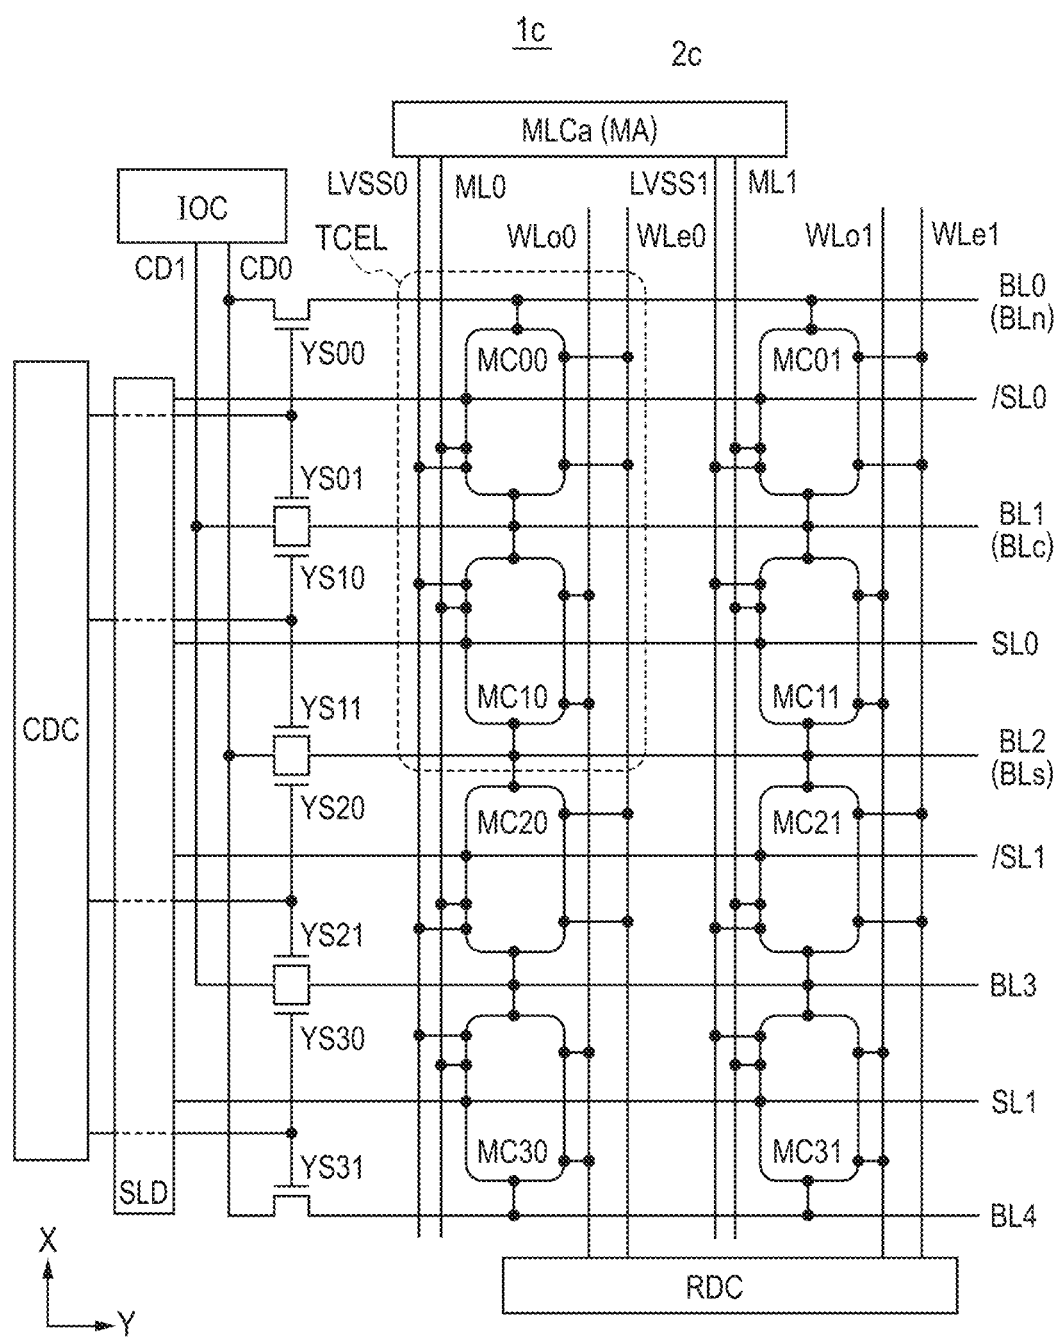 1c
2c
MLCa (MA)
IOC
LVSS0
ML0
LVSS1
ML1
TCEL
WLo0
WLe0
WLo1
WLe1
CD1
CD0
BL0
(BLn)
YS00
MC00
MC01
/SL0
YS01
BL1
(BLc)
YS10
SL0
MC10
MC11
YS11
CDC
BL2
(BLs)
YS20
MC20
MC21
/SL1
YS21
BL3
YS30
SL1
MC30
MC31
YS31
SLD
BL4
X
Y
RDC